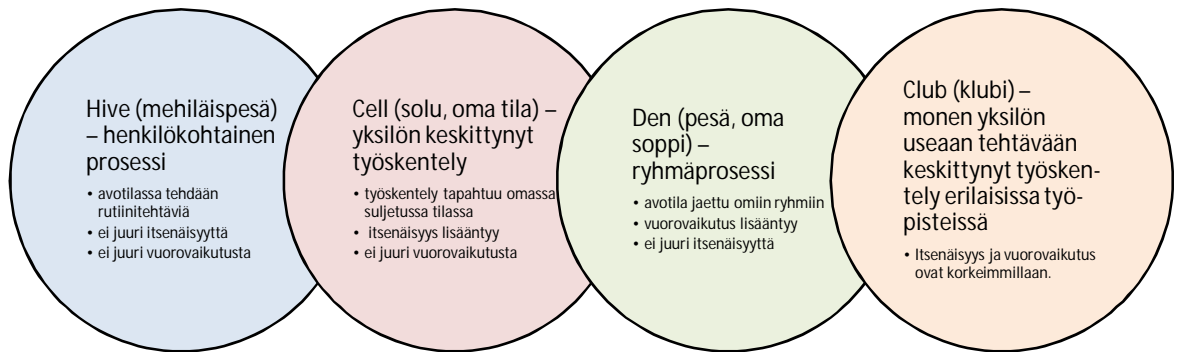 Hive (mehiläispesä)
– henkilökohtainen
prosessi
• avotilassa tehdään
rutiinitehtäviä
• ei juuri itsenäisyyttä
• ei juuri vuorovaikutusta
Cell (solu, oma tila) –
yksilön keskittynyt
työskentely
• työskentely tapahtuu omassa
suljetussa tilassa
• itsenäisyys lisääntyy
• ei juuri vuorovaikutusta
Den (pesä, oma
soppi) –
ryhmäprosessi
• avotila jaettu omiin ryhmiin
• vuorovaikutus lisääntyy
• ei juuri itsenäisyyttä
Club (klubi) –
monen yksilön
useaan tehtävään
keskittynyt työsken-
tely erilaisissa työ-
pisteissä
• Itsenäisyys ja vuorovaikutus
ovat korkeimmillaan.